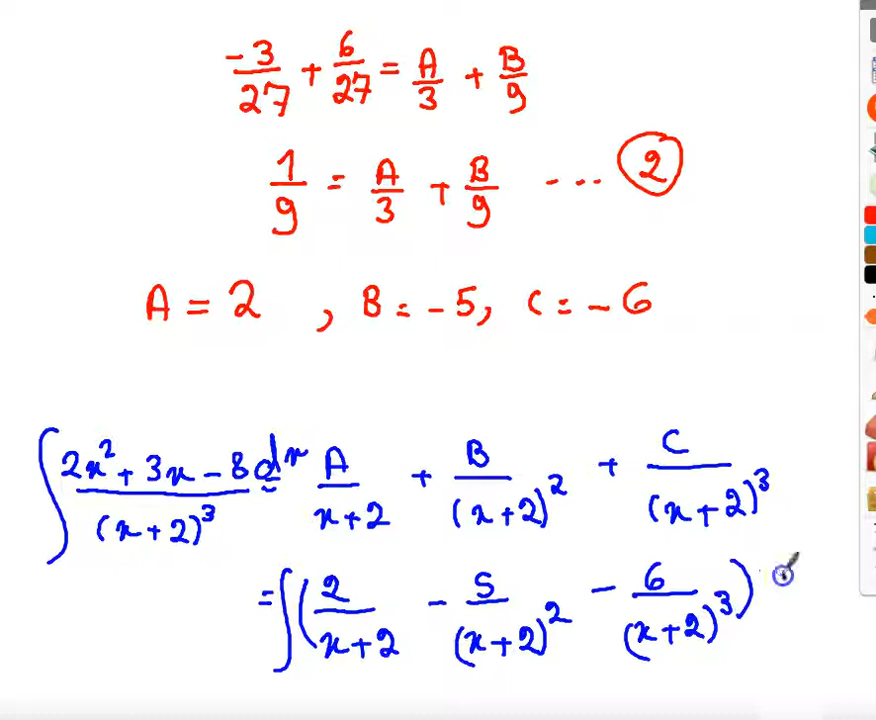 -3/27 + 6/27 = A/3 + B/9
1/9 = A/3 + B/9 ... 2
A = 2 , B = -5, C = -6
∫ 2x² + 3x - 8/(x+2)³ dx = A/x+2 + B/(x+2)² + C/(x+2)³
= ∫ (2/x+2 - 5/(x+2)² - 6/(x+2)³)